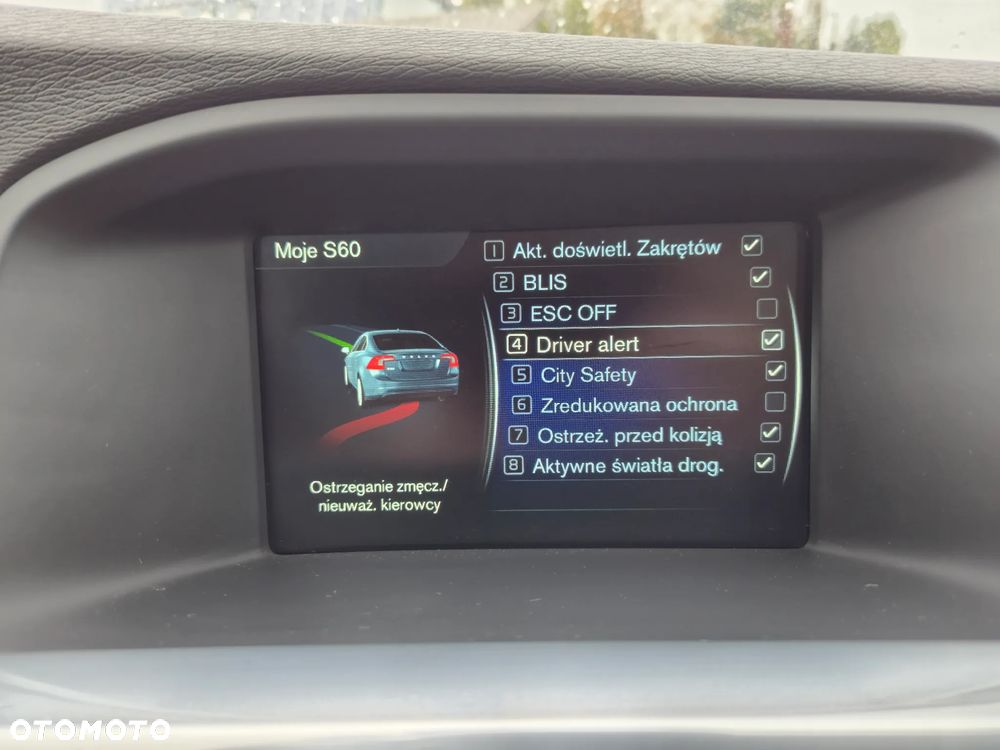 Moje S60
1 Akt. doświetl. Zakrętów
2 BLIS
3 ESC OFF
4 Driver alert
5 City Safety
6 Zredukowana ochrona
7 Ostrzeż. przed kolizją
8 Aktywne światła drog.
Ostrzeganie zmęcz./
nieuważ. kierowcy
OTOMOTO